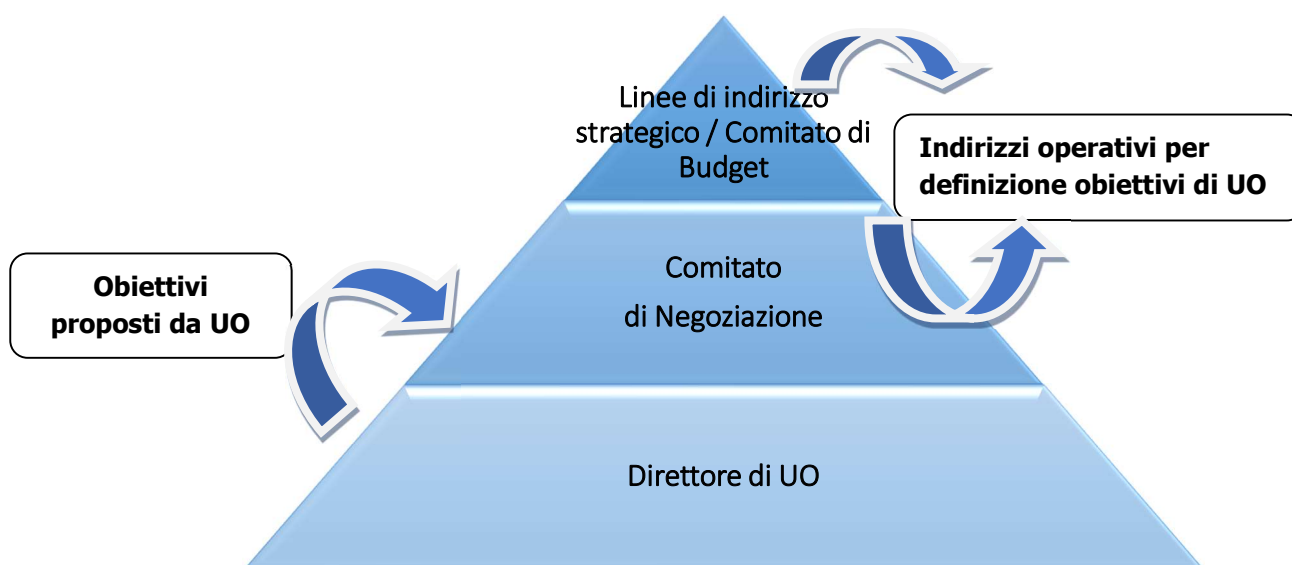 Linee di indirizzo
strategico / Comitato di
Budget
Indirizzi operativi per
definizione obiettivi di UO
Comitato
di Negoziazione
Obiettivi
proposti da UO
Direttore di UO